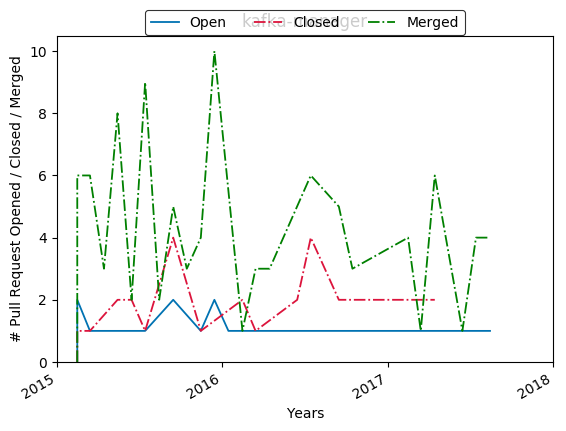 kafka-manager
Open Closed Merged
# Pull Request Opened / Closed / Merged
10
8
6
4
2
0
2015 2016 2017 2018
Years